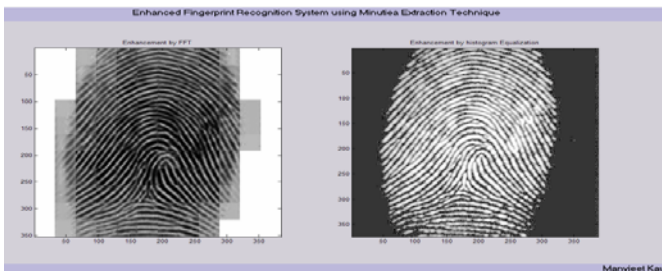 Enhanced Fingerprint Recognition System using Minutiea Extraction Technique
Enhancement by FFT
Enhancement by histogram Equalization
50
100
150
200
250
300
350
50 100 150 200 250 300 350
50
100
150
200
250
300
350
50 100 150 200 250 300 350
Manvjeet Kau